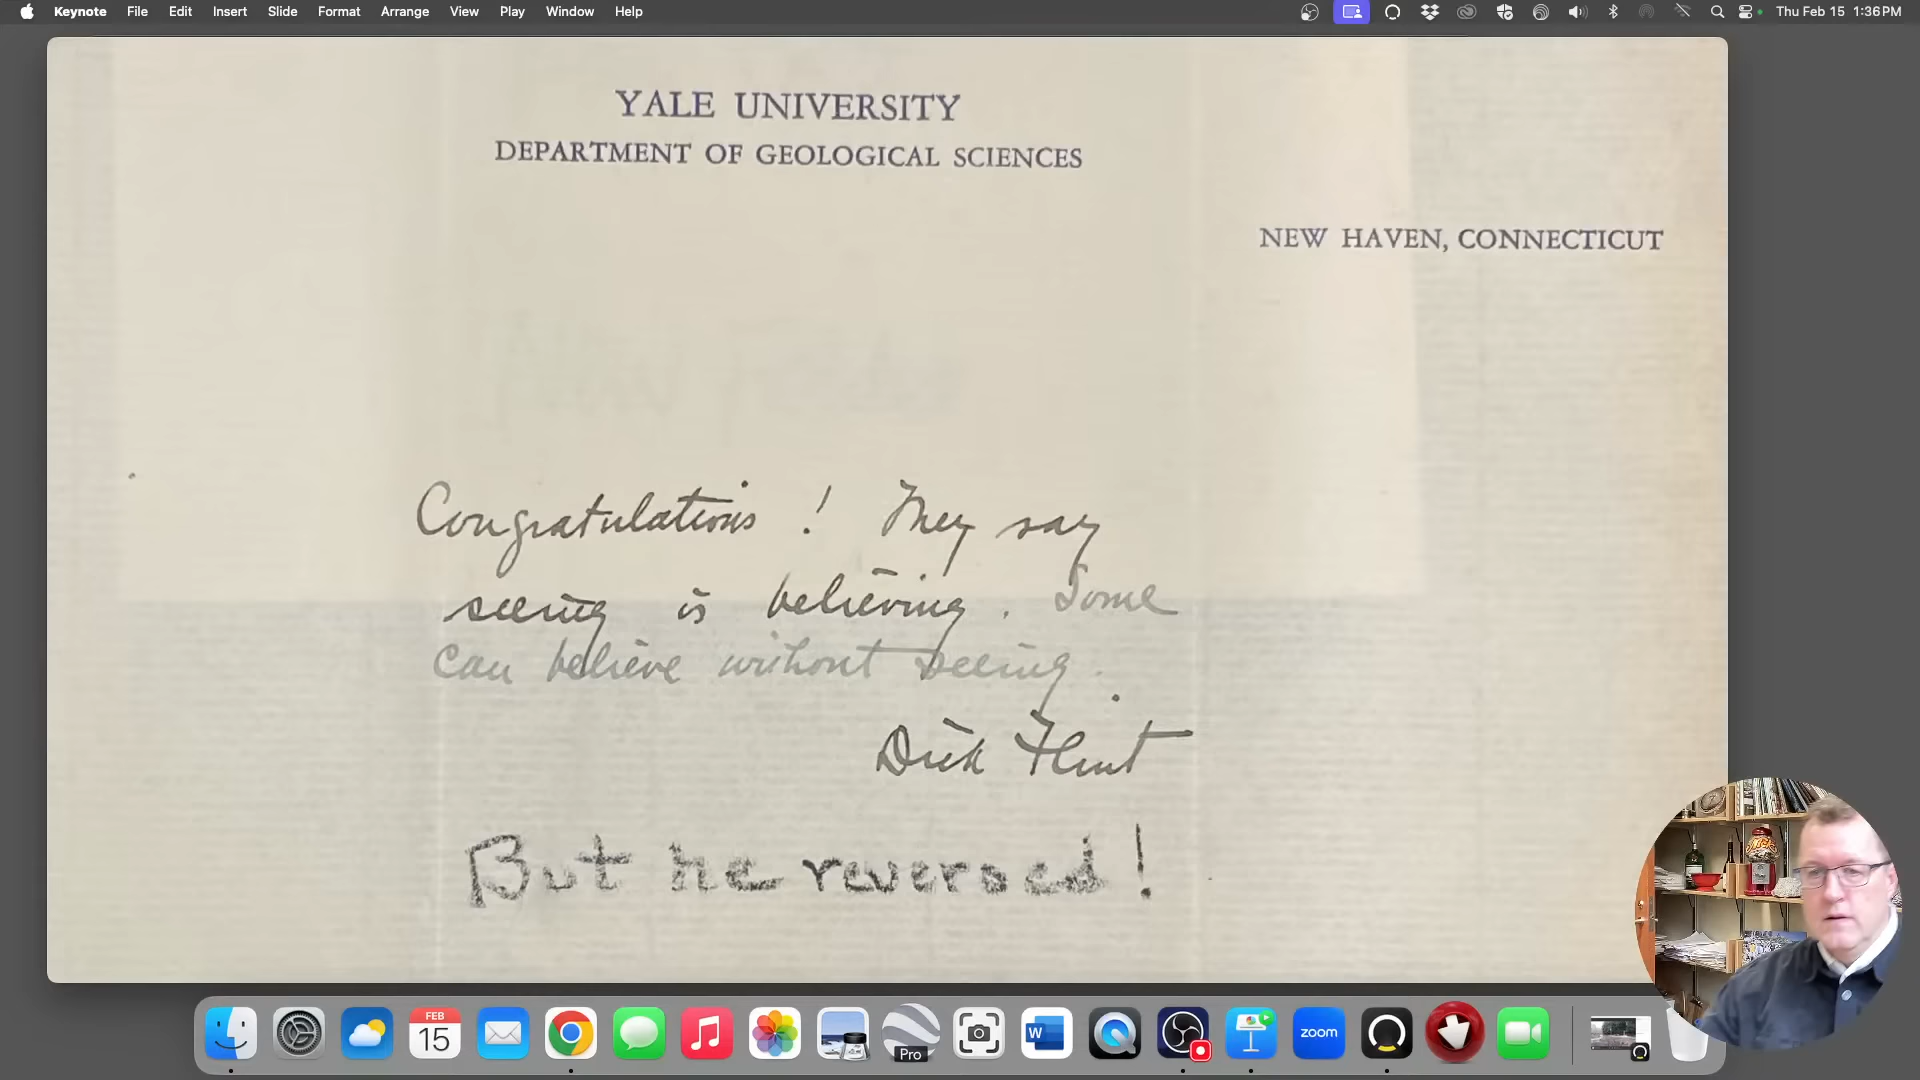 Keynote File Edit Insert Slide Format Arrange View Play Window Help Thu Feb 15 1:36 PM
YALE UNIVERSITY
DEPARTMENT OF GEOLOGICAL SCIENCES
NEW HAVEN, CONNECTICUT
Congratulations! They say
seeing is believing. Some
can believe without seeing.
Dick Flint
But he reversed!
FEB
15
Pro
W
zoom